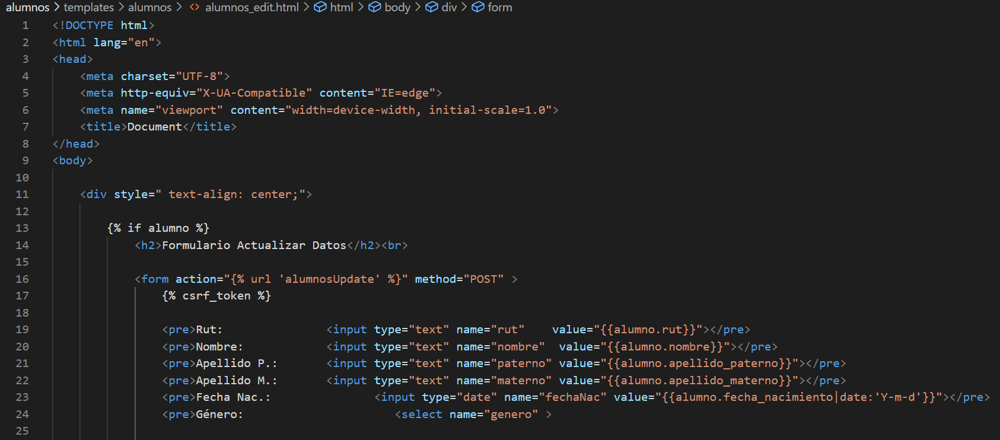 alumnos > templates > alumnos > <> alumnos_edit.html > html > body > div > form
1 <!DOCTYPE html>
2 <html lang="en">
3 <head>
4 <meta charset="UTF-8">
5 <meta http-equiv="X-UA-Compatible" content="IE=edge">
6 <meta name="viewport" content="width=device-width, initial-scale=1.0">
7 <title>Document</title>
8 </head>
9 <body>
10
11 <div style=" text-align: center;">
12
13 {% if alumno %}
14 <h2>Formulario Actualizar Datos</h2><br>
15
16 <form action="{% url 'alumnosUpdate' %}" method="POST" >
17 {% csrf_token %}
18
19 <pre>Rut: <input type="text" name="rut" value="{{alumno.rut}}"></pre>
20 <pre>Nombre: <input type="text" name="nombre" value="{{alumno.nombre}}"></pre>
21 <pre>Apellido P.: <input type="text" name="paterno" value="{{alumno.apellido_paterno}}"></pre>
22 <pre>Apellido M.: <input type="text" name="materno" value="{{alumno.apellido_materno}}"></pre>
23 <pre>Fecha Nac.: <input type="date" name="fechaNac" value="{{alumno.fecha_nacimiento|date:'Y-m-d'}}"></pre>
24 <pre>Género: <select name="genero" >
25